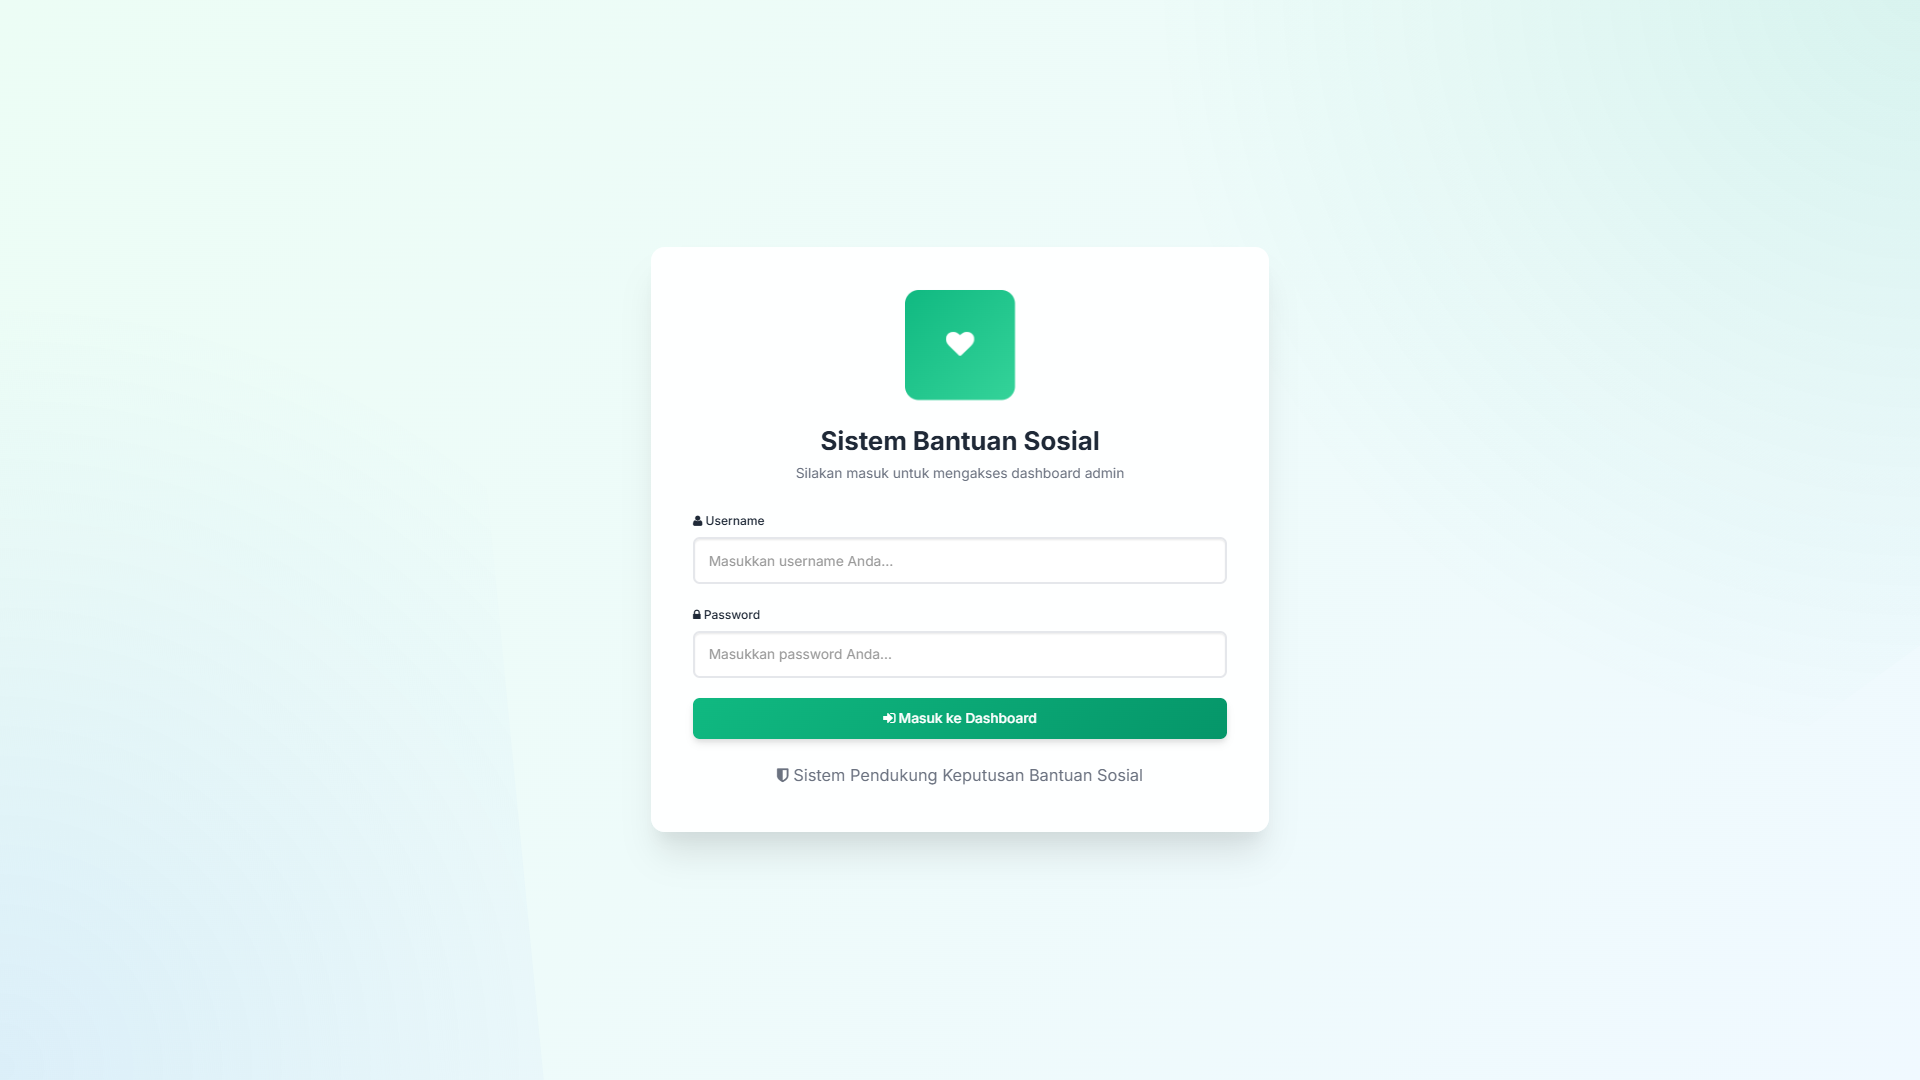 Sistem Bantuan Sosial
Silakan masuk untuk mengakses dashboard admin
Username
Masukkan username Anda...
Password
Masukkan password Anda...
Masuk ke Dashboard
Sistem Pendukung Keputusan Bantuan Sosial